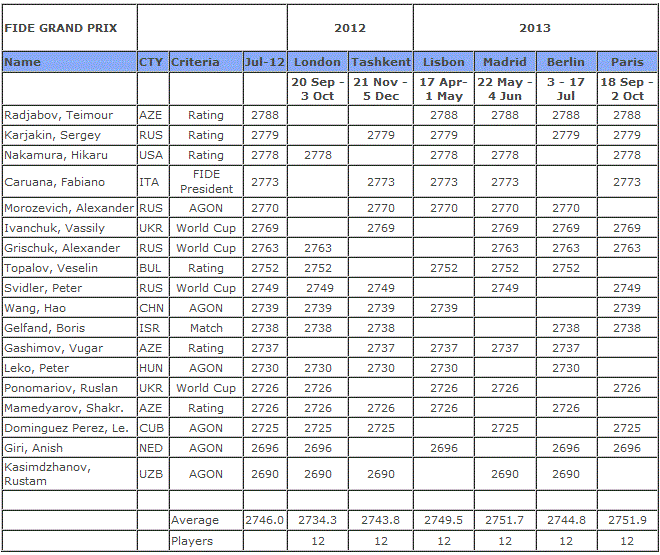 FIDE GRAND PRIX 2012 2013
Name CTY Criteria Jul-12 London Tashkent Lisbon Madrid Berlin Paris
20 Sep - 3 Oct 21 Nov - 5 Dec 17 Apr- 1 May 22 May - 4 Jun 3 - 17 Jul 18 Sep - 2 Oct
Radjabov, Teimour AZE Rating 2788 2788 2788 2788 2788
Karjakin, Sergey RUS Rating 2779 2779 2779 2779 2779
Nakamura, Hikaru USA Rating 2778 2778 2778 2778 2778
Caruana, Fabiano ITA FIDE President 2773 2773 2773 2773 2773
Morozevich, Alexander RUS AGON 2770 2770 2770 2770 2770
Ivanchuk, Vassily UKR World Cup 2769 2769 2769 2769 2769
Grischuk, Alexander RUS World Cup 2763 2763 2763 2763 2763
Topalov, Veselin BUL Rating 2752 2752 2752 2752 2752
Svidler, Peter RUS World Cup 2749 2749 2749 2749 2749
Wang, Hao CHN AGON 2739 2739 2739 2739 2739
Gelfand, Boris ISR Match 2738 2738 2738 2738 2738
Gashimov, Vugar AZE Rating 2737 2737 2737 2737 2737
Leko, Peter HUN AGON 2730 2730 2730 2730 2730
Ponomariov, Ruslan UKR World Cup 2726 2726 2726 2726 2726
Mamedyarov, Shakr. AZE Rating 2726 2726 2726 2726 2726
Dominguez Perez, Le. CUB AGON 2725 2725 2725 2725 2725
Giri, Anish NED AGON 2696 2696 2696 2696 2696
Kasimdzhanov, Rustam UZB AGON 2690 2690 2690 2690 2690
Average 2746.0 2734.3 2743.8 2749.5 2751.7 2744.8 2751.9
Players 12 12 12 12 12 12